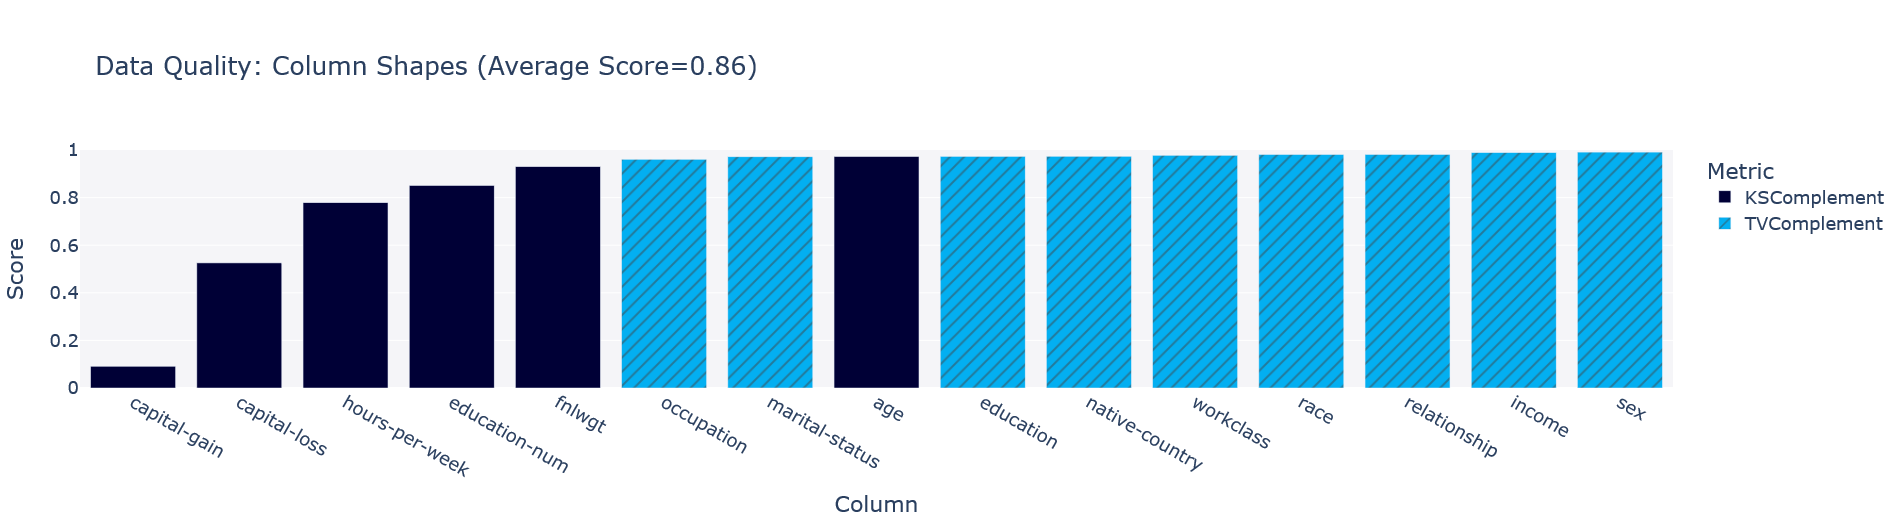 Data Quality: Column Shapes (Average Score=0.86)
Score
1
0.8
0.6
0.4
0.2
0
capital-gain
capital-loss
hours-per-week
education-num
fnlwgt
occupation
marital-status
age
education
native-country
workclass
race
relationship
income
sex
Column
Metric
KSComplement
TVComplement